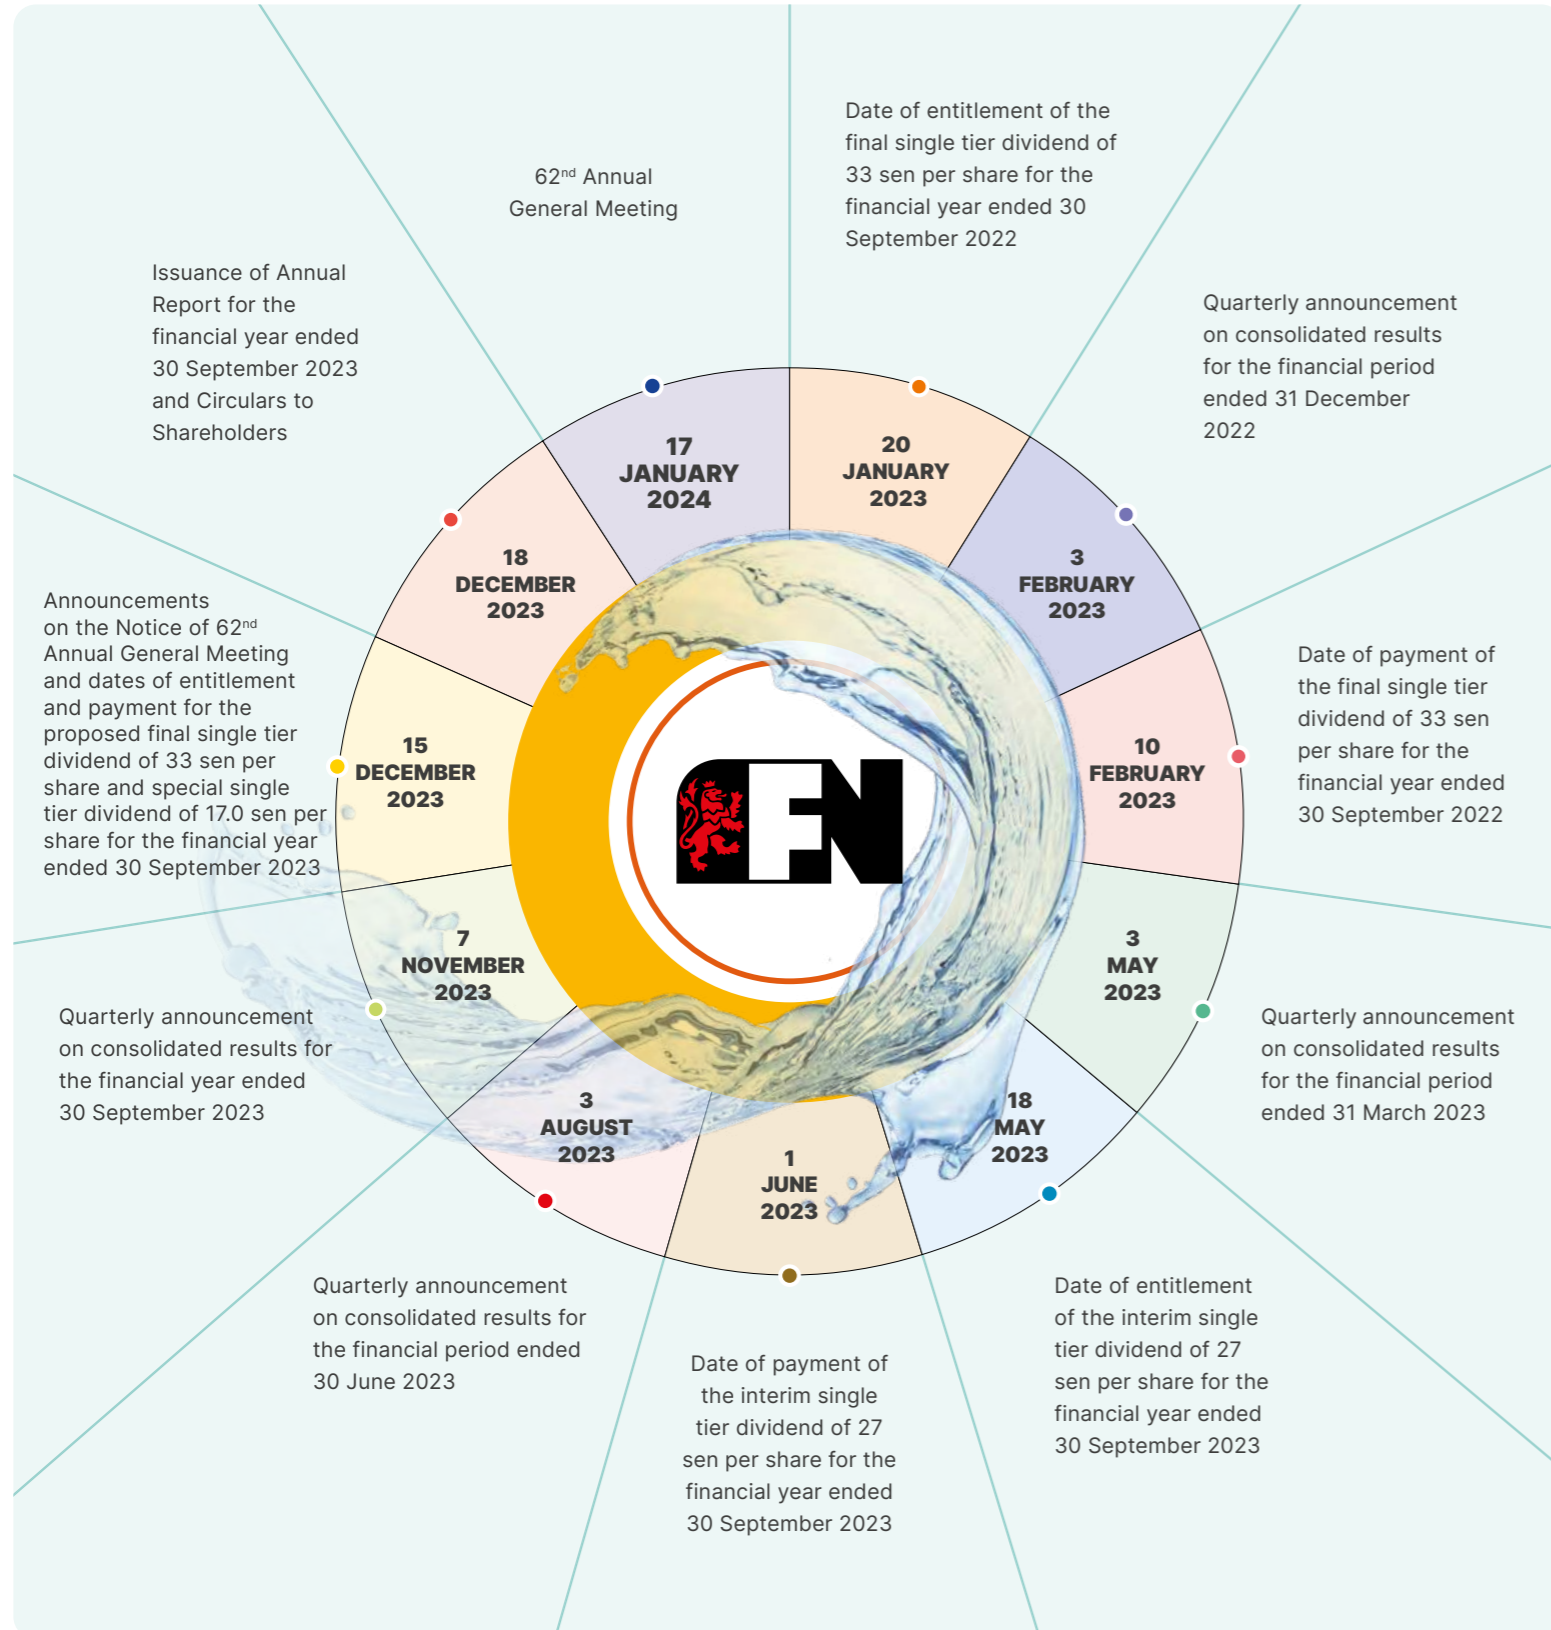 Date of entitlement of the
final single tier dividend of
33 sen per share for the
financial year ended 30
September 2022
20
JANUARY
2023
Quarterly announcement
on consolidated results
for the financial period
ended 31 December
2022
3
FEBRUARY
2023
Date of payment of
the final single tier
dividend of 33 sen
per share for the
financial year ended
30 September 2022
10
FEBRUARY
2023
Quarterly announcement
on consolidated results
for the financial period
ended 31 March 2023
3
MAY
2023
Date of entitlement
of the interim single
tier dividend of 27
sen per share for the
financial year ended
30 September 2023
18
MAY
2023
Date of payment of
the interim single
tier dividend of 27
sen per share for the
financial year ended
30 September 2023
1
JUNE
2023
Quarterly announcement
on consolidated results for
the financial period ended
30 June 2023
3
AUGUST
2023
Quarterly announcement
on consolidated results for
the financial year ended
30 September 2023
7
NOVEMBER
2023
Announcements
on the Notice of 62nd
Annual General Meeting
and dates of entitlement
and payment for the
proposed final single tier
dividend of 33 sen per
share and special single
tier dividend of 17.0 sen per
share for the financial year
ended 30 September 2023
15
DECEMBER
2023
Issuance of Annual
Report for the
financial year ended
30 September 2023
and Circulars to
Shareholders
18
DECEMBER
2023
62nd Annual
General Meeting
17
JANUARY
2024
FN